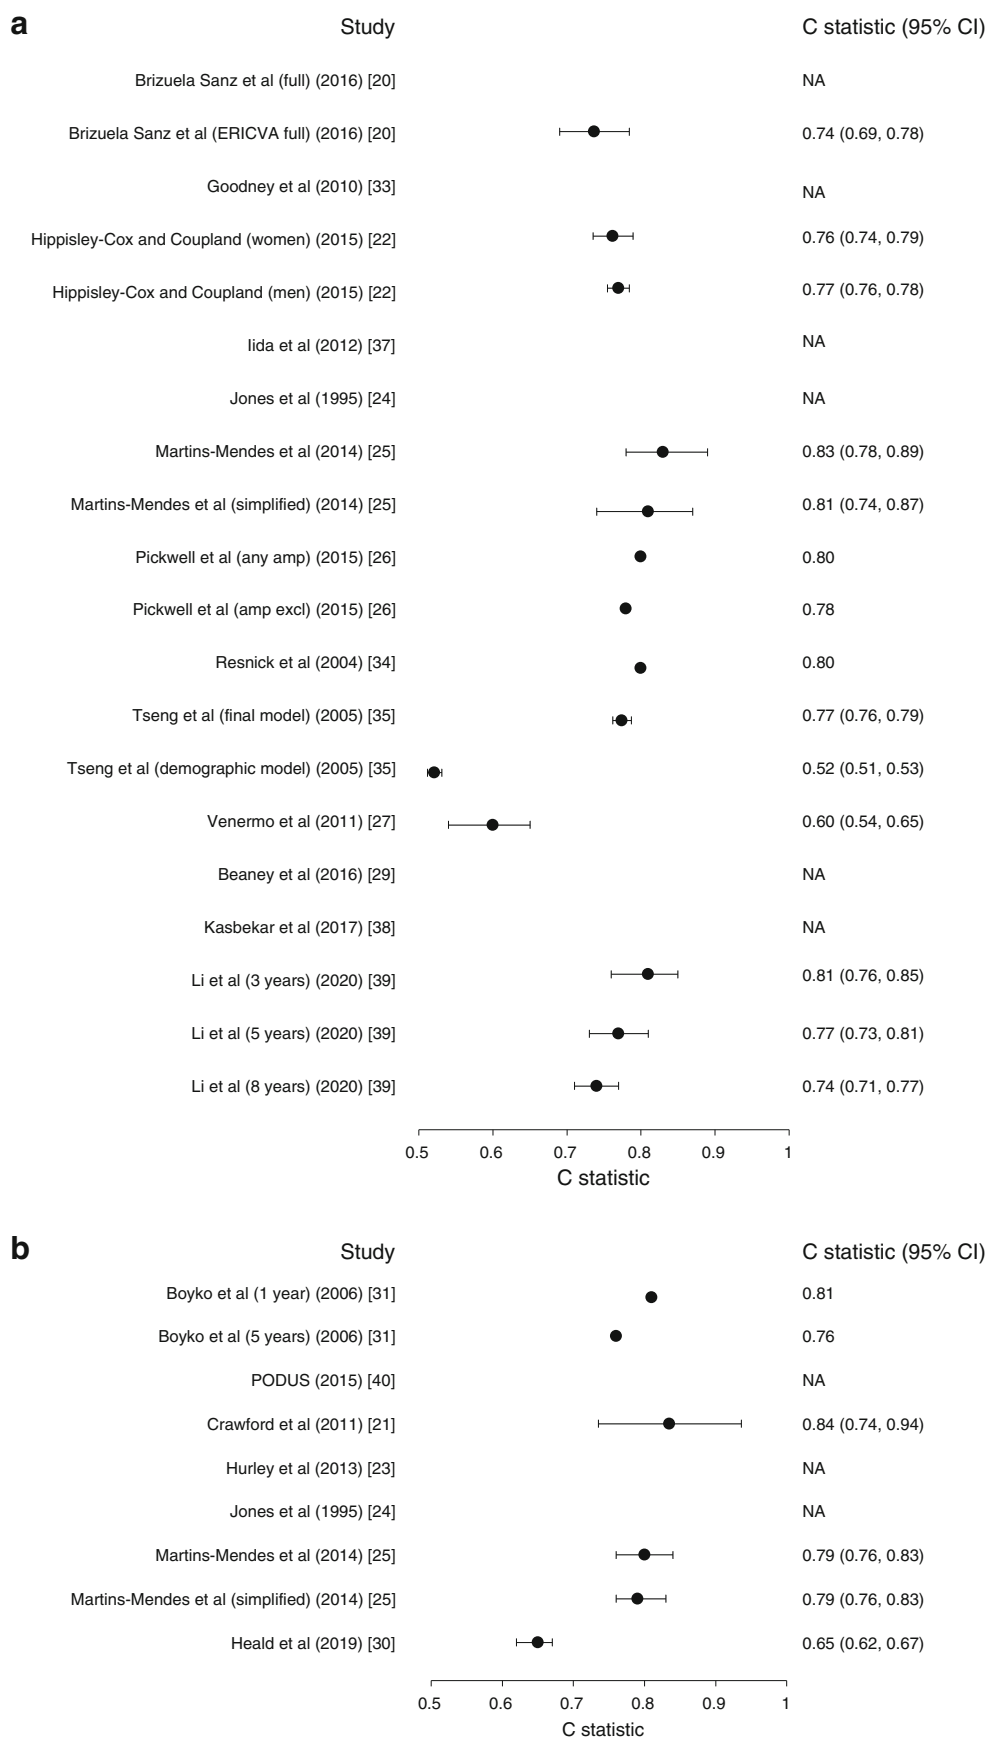 a
Study C statistic (95% CI)
Brizuela Sanz et al (full) (2016) [20] NA
Brizuela Sanz et al (ERICVA full) (2016) [20] 0.74 (0.69, 0.78)
Goodney et al (2010) [33] NA
Hippisley-Cox and Coupland (women) (2015) [22] 0.76 (0.74, 0.79)
Hippisley-Cox and Coupland (men) (2015) [22] 0.77 (0.76, 0.78)
Iida et al (2012) [37] NA
Jones et al (1995) [24] NA
Martins-Mendes et al (2014) [25] 0.83 (0.78, 0.89)
Martins-Mendes et al (simplified) (2014) [25] 0.81 (0.74, 0.87)
Pickwell et al (any amp) (2015) [26] 0.80
Pickwell et al (amp excl) (2015) [26] 0.78
Resnick et al (2004) [34] 0.80
Tseng et al (final model) (2005) [35] 0.77 (0.76, 0.79)
Tseng et al (demographic model) (2005) [35] 0.52 (0.51, 0.53)
Venermo et al (2011) [27] 0.60 (0.54, 0.65)
Beaney et al (2016) [29] NA
Kasbekar et al (2017) [38] NA
Li et al (3 years) (2020) [39] 0.81 (0.76, 0.85)
Li et al (5 years) (2020) [39] 0.77 (0.73, 0.81)
Li et al (8 years) (2020) [39] 0.74 (0.71, 0.77)
0.5 0.6 0.7 0.8 0.9 1
C statistic
b
Study C statistic (95% CI)
Boyko et al (1 year) (2006) [31] 0.81
Boyko et al (5 years) (2006) [31] 0.76
PODUS (2015) [40] NA
Crawford et al (2011) [21] 0.84 (0.74, 0.94)
Hurley et al (2013) [23] NA
Jones et al (1995) [24] NA
Martins-Mendes et al (2014) [25] 0.79 (0.76, 0.83)
Martins-Mendes et al (simplified) (2014) [25] 0.79 (0.76, 0.83)
Heald et al (2019) [30] 0.65 (0.62, 0.67)
0.5 0.6 0.7 0.8 0.9 1
C statistic